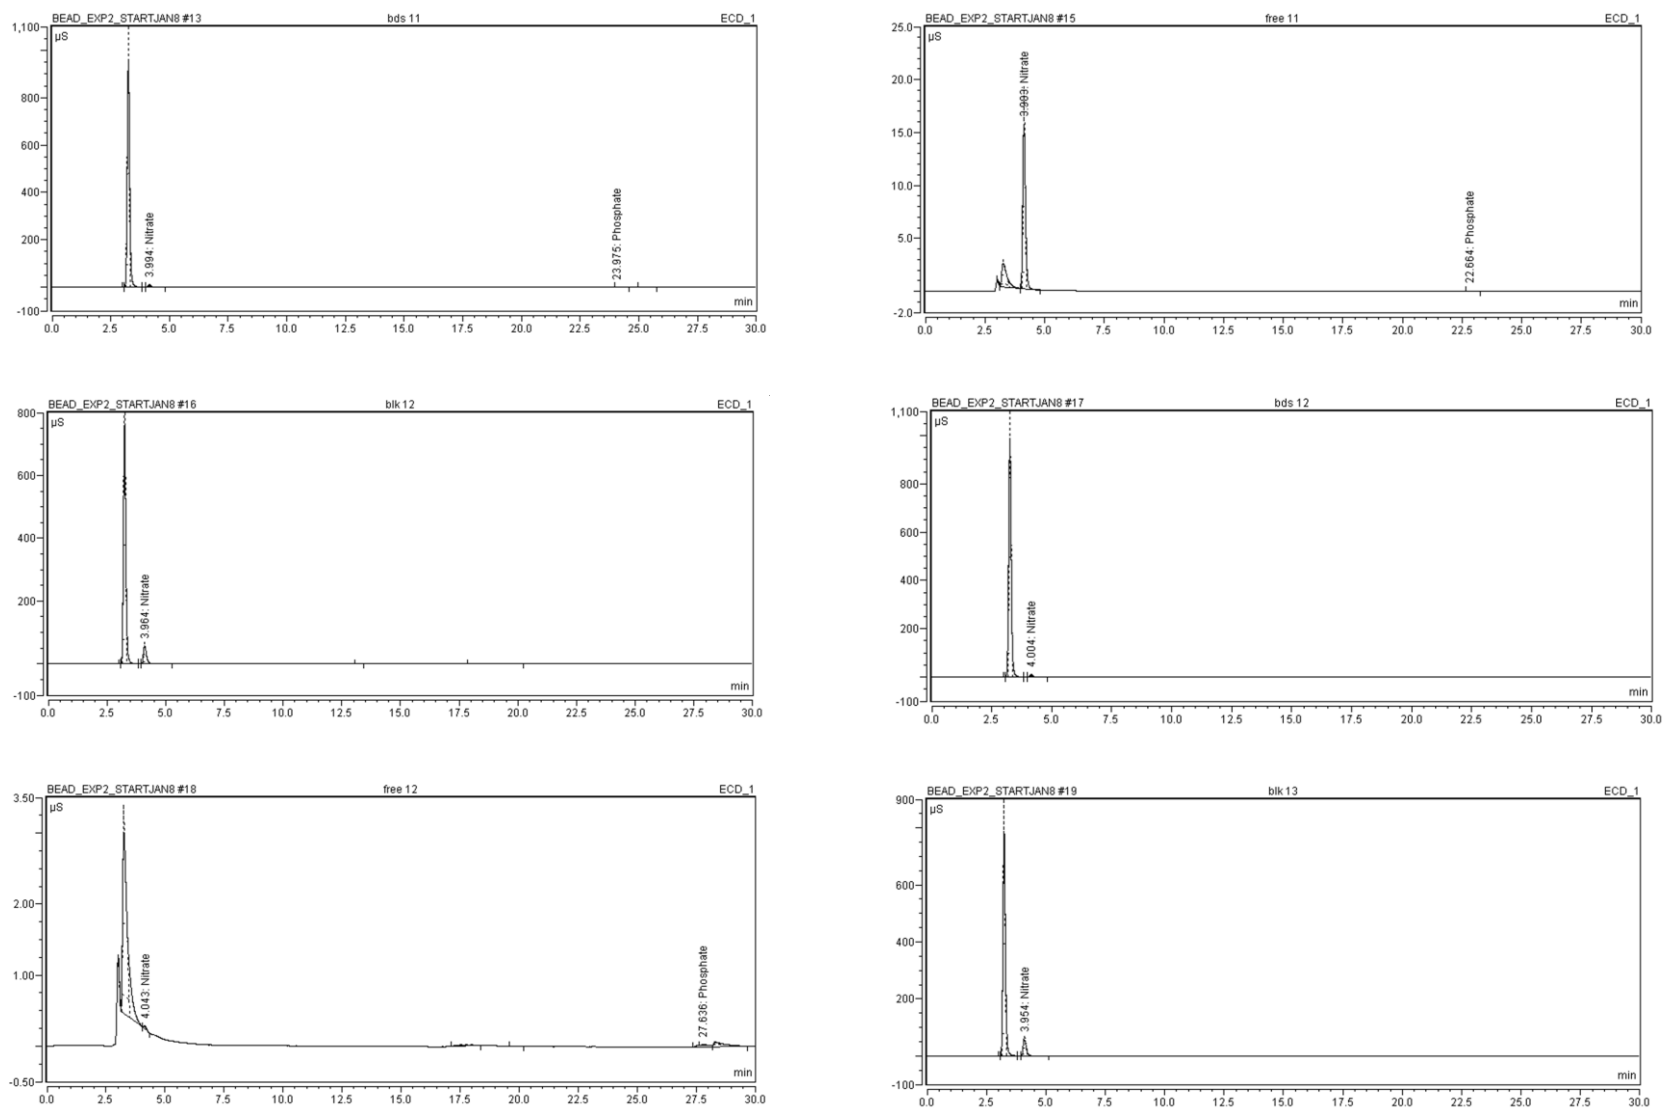 BEAD_EXP2_STARTJAN8 #13 bds 11 ECD_1
1,100
µS
800
600
400
200
-100
3.994: Nitrate
23.975: Phosphate
min
0.0 2.5 5.0 7.5 10.0 12.5 15.0 17.5 20.0 22.5 25.0 27.5 30.0
BEAD_EXP2_STARTJAN8 #15 free 11 ECD_1
25.0
µS
20.0
15.0
10.0
5.0
-2.0
3.983: Nitrate
22.664: Phosphate
min
0.0 2.5 5.0 7.5 10.0 12.5 15.0 17.5 20.0 22.5 25.0 27.5 30.0
BEAD_EXP2_STARTJAN8 #16 blk 12 ECD_1
800
µS
600
400
200
-100
3.964: Nitrate
min
0.0 2.5 5.0 7.5 10.0 12.5 15.0 17.5 20.0 22.5 25.0 27.5 30.0
BEAD_EXP2_STARTJAN8 #17 bds 12 ECD_1
1,100
µS
800
600
400
200
-100
4.004: Nitrate
min
0.0 2.5 5.0 7.5 10.0 12.5 15.0 17.5 20.0 22.5 25.0 27.5 30.0
BEAD_EXP2_STARTJAN8 #18 free 12 ECD_1
3.50
µS
2.00
1.00
-0.50
4.043: Nitrate
27.636: Phosphate
min
0.0 2.5 5.0 7.5 10.0 12.5 15.0 17.5 20.0 22.5 25.0 27.5 30.0
BEAD_EXP2_STARTJAN8 #19 blk 13 ECD_1
900
µS
600
400
200
-100
3.954: Nitrate
min
0.0 2.5 5.0 7.5 10.0 12.5 15.0 17.5 20.0 22.5 25.0 27.5 30.0